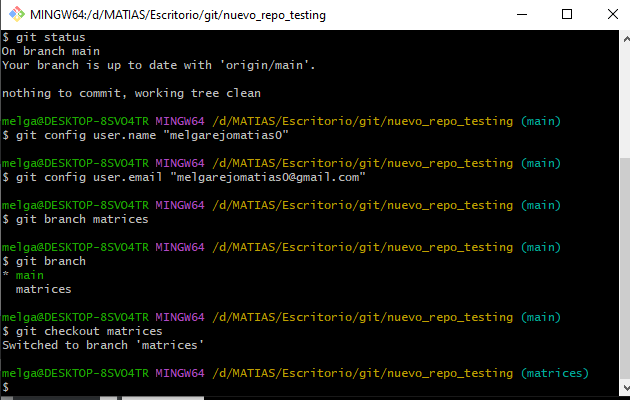 MINGW64:/d/MATIAS/Escritorio/git/nuevo_repo_testing
$ git status
On branch main
Your branch is up to date with 'origin/main'.
nothing to commit, working tree clean
melga@DESKTOP-8SVO4TR MINGW64 /d/MATIAS/Escritorio/git/nuevo_repo_testing (main)
$ git config user.name "melgarejomatias0"
melga@DESKTOP-8SVO4TR MINGW64 /d/MATIAS/Escritorio/git/nuevo_repo_testing (main)
$ git config user.email "melgarejomatias0@gmail.com"
melga@DESKTOP-8SVO4TR MINGW64 /d/MATIAS/Escritorio/git/nuevo_repo_testing (main)
$ git branch matrices
melga@DESKTOP-8SVO4TR MINGW64 /d/MATIAS/Escritorio/git/nuevo_repo_testing (main)
$ git branch
* main
  matrices
melga@DESKTOP-8SVO4TR MINGW64 /d/MATIAS/Escritorio/git/nuevo_repo_testing (main)
$ git checkout matrices
Switched to branch 'matrices'
melga@DESKTOP-8SVO4TR MINGW64 /d/MATIAS/Escritorio/git/nuevo_repo_testing (matrices)
$